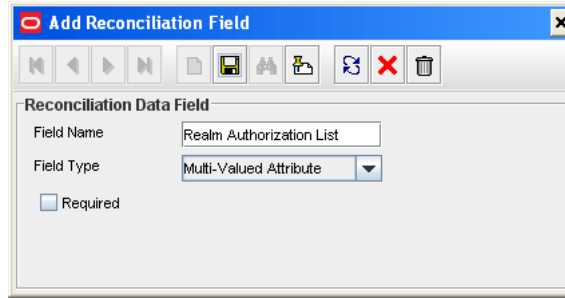 Add Reconciliation Field
Reconciliation Data Field
Field Name
Realm Authorization List
Field Type
Multi-Valued Attribute
Required